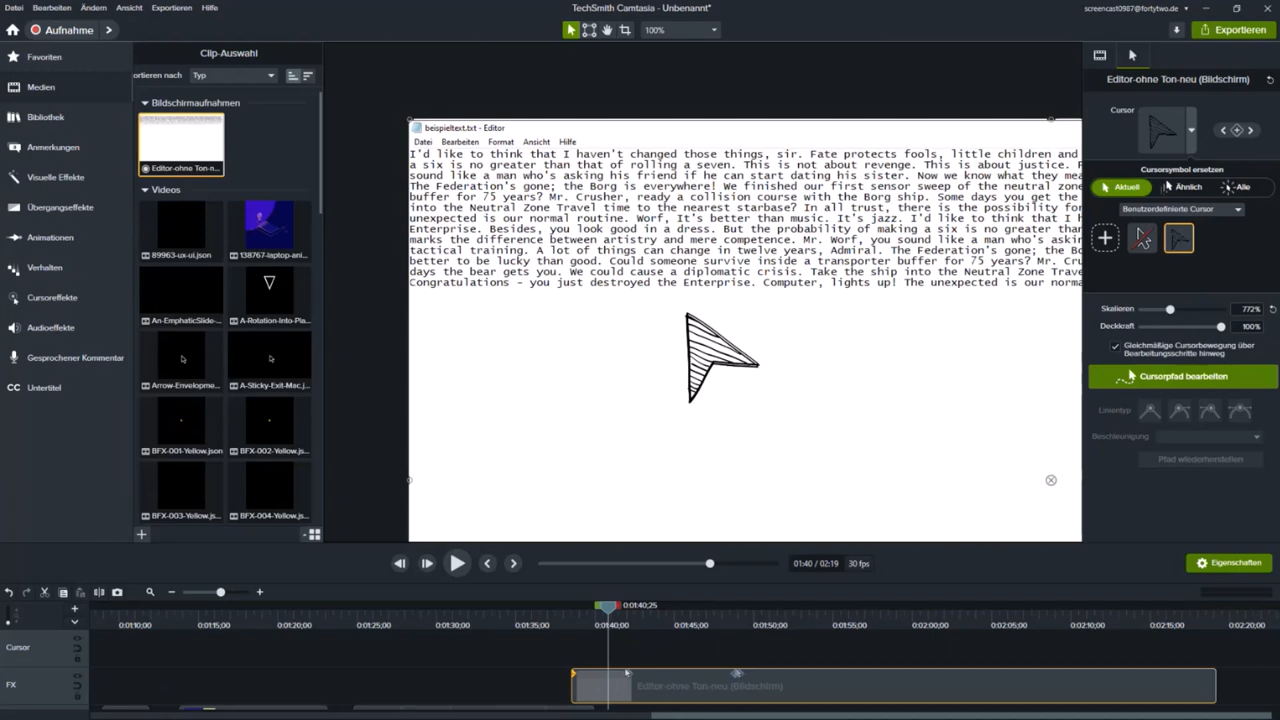 Datei Bearbeiten Ändern Ansicht Exportieren Hilfe
TechSmith Camtasia - Unbenannt*
screencast0987@fortytwo.de
Aufnahme
100%
Exportieren
Favoriten
Medien
Bibliothek
Anmerkungen
Visuelle Effekte
Übergangseffekte
Animationen
Verhalten
Cursoreffekte
Audioeffekte
Gesprochener Kommentar
Untertitel
Clip-Auswahl
ortieren nach Typ
Bildschirmaufnahmen
Editor-ohne Ton-n...
Videos
89963-ux-ui.json
138767-laptop-ani...
An-EmphaticSlide-...
A-Rotation-Into-Pla...
Arrow-Envelopme...
A-Sticky-Exit-Mac.j...
BFX-001-Yellow.json
BFX-002-Yellow.js...
BFX-003-Yellow.js...
BFX-004-Yellow.js...
beispieltext.txt - Editor
Datei Bearbeiten Format Ansicht Hilfe
I'd like to think that I haven't changed those things, sir. Fate protects fools, little children and
a six is no greater than that of rolling a seven. This is not about revenge. This is about justice. F
sound like a man who's asking his friend if he can start dating his sister. Now we know what they mea
The Federation's gone; the Borg is everywhere! We finished our first sensor sweep of the neutral zone
buffer for 75 years? Mr. Crusher, ready a collision course with the Borg ship. Some days you get the
into the Neutral Zone Travel time to the nearest starbase? In all trust, there is the possibility for
unexpected is our normal routine. Worf, It's better than music. It's jazz. I'd like to think that I h
Enterprise. Besides, you look good in a dress. But the probability of making a six is no greater than
marks the difference between artistry and mere competence. Mr. Worf, you sound like a man who's askin
tactical training. A lot of things can change in twelve years, Admiral. The Federation's gone; the Bo
better to be lucky than good. Could someone survive inside a transporter buffer for 75 years? Mr. Cru
days the bear gets you. We could cause a diplomatic crisis. Take the ship into the Neutral Zone Trave
Congratulations - you just destroyed the Enterprise. Computer, lights up! The unexpected is our norma
Editor-ohne Ton-neu (Bildschirm)
Cursor
Cursorsymbol ersetzen
Aktuell Ähnlich Alle
Benutzerdefinierte Cursor
Skalieren 772%
Deckkraft 100%
Gleichmäßige Cursorbewegung über
Bearbeitungsschritte hinweg
Cursorpfad bearbeiten
Linientyp
Beschleunigung
Pfad wiederherstellen
01:40 / 02:19 30 fps
Eigenschaften
0:01:40;25
0:01:10;00 0:01:15;00 0:01:20;00 0:01:25;00 0:01:30;00 0:01:35;00 0:01:40;00 0:01:45;00 0:01:50;00 0:01:55;00 0:02:00;00 0:02:05;00 0:02:10;00 0:02:15;00 0:02:20;00
Cursor
FX
Editor-ohne Ton-neu (Bildschirm)